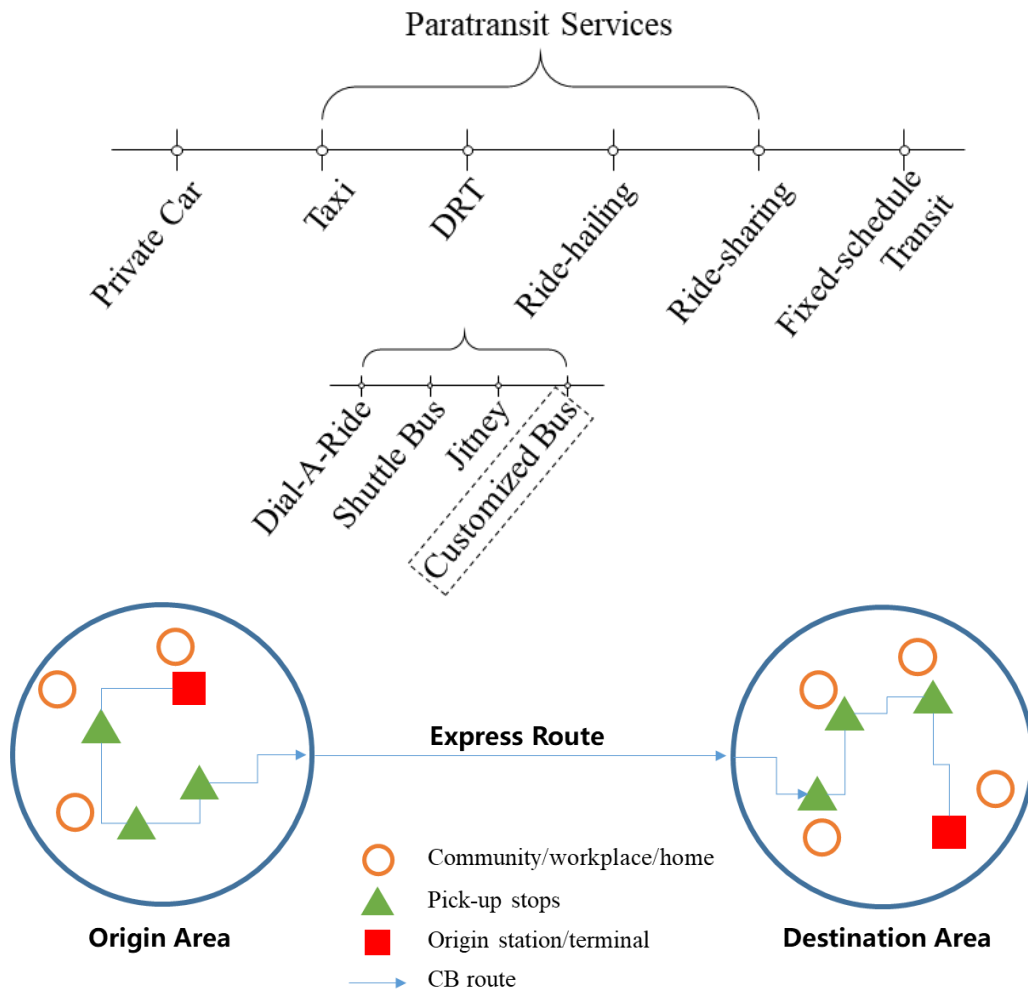 Paratransit Services
Private Car
Taxi
DRT
Ride-hailing
Ride-sharing
Fixed-schedule
Transit
Dial-A-Ride
Shuttle Bus
Jitney
Customized Bus
Express Route
Community/workplace/home
Pick-up stops
Origin station/terminal
CB route
Origin Area
Destination Area